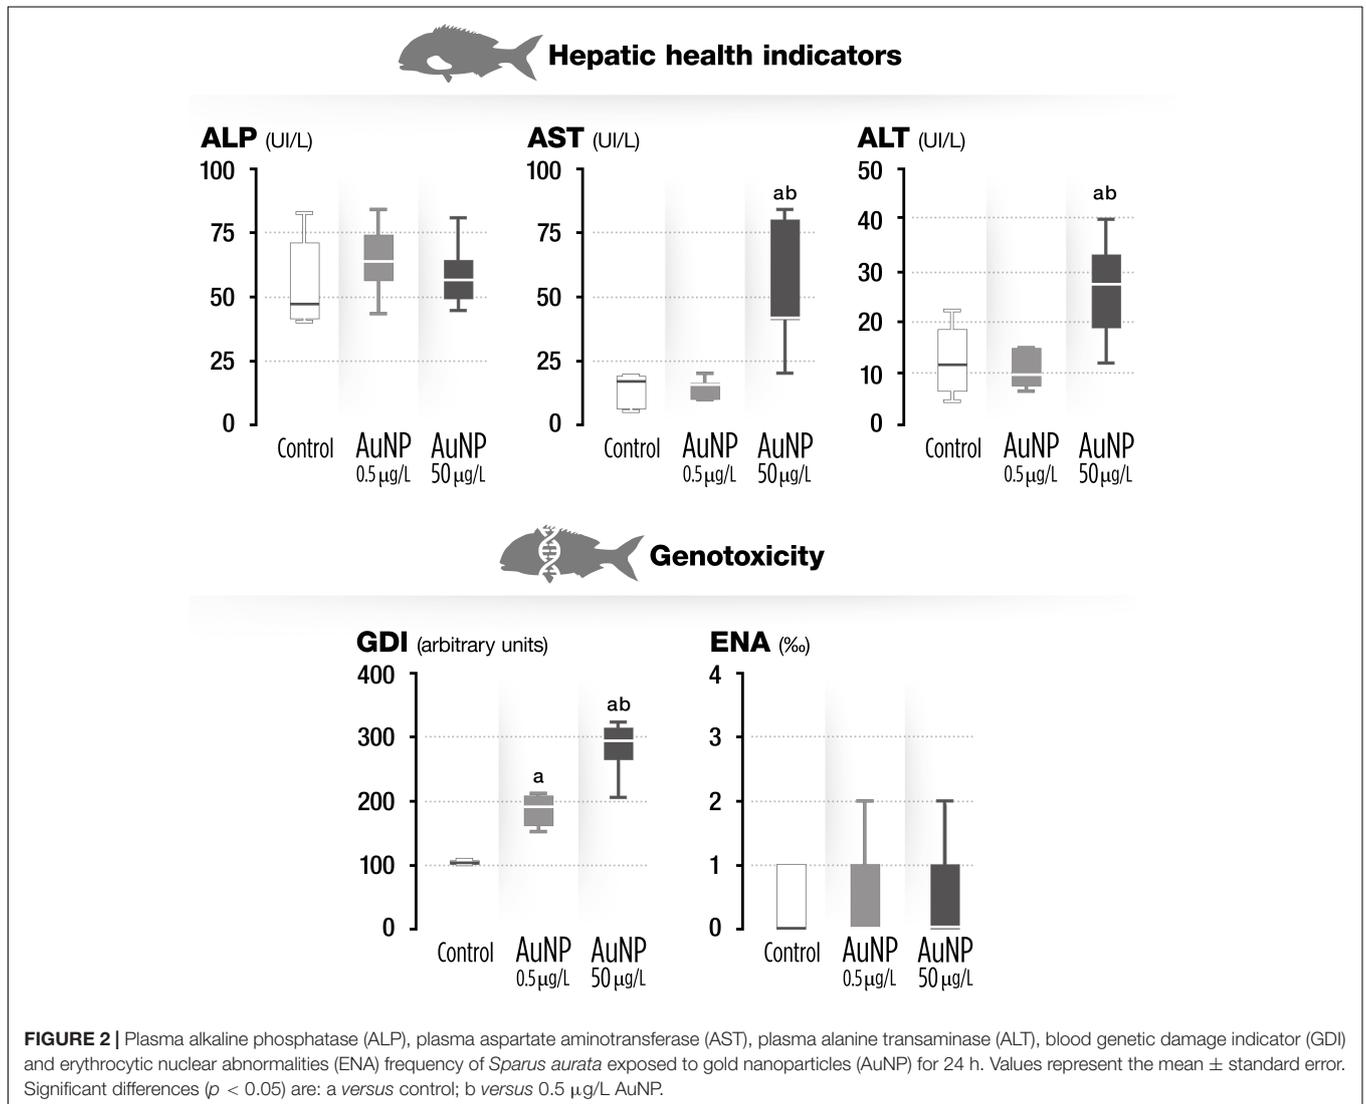 Hepatic health indicators
ALP (UI/L)
100
75
50
25
0
Control
AuNP
0.5 µg/L
AuNP
50 µg/L
AST (UI/L)
100
75
50
25
0
ab
Control
AuNP
0.5 µg/L
AuNP
50 µg/L
ALT (UI/L)
50
40
30
20
10
0
ab
Control
AuNP
0.5 µg/L
AuNP
50 µg/L
Genotoxicity
GDI (arbitrary units)
400
300
200
100
0
a
ab
Control
AuNP
0.5 µg/L
AuNP
50 µg/L
ENA (‰)
4
3
2
1
0
Control
AuNP
0.5 µg/L
AuNP
50 µg/L
FIGURE 2 | Plasma alkaline phosphatase (ALP), plasma aspartate aminotransferase (AST), plasma alanine transaminase (ALT), blood genetic damage indicator (GDI)
and erythrocytic nuclear abnormalities (ENA) frequency of Sparus aurata exposed to gold nanoparticles (AuNP) for 24 h. Values represent the mean ± standard error.
Significant differences (p < 0.05) are: a versus control; b versus 0.5 µg/L AuNP.